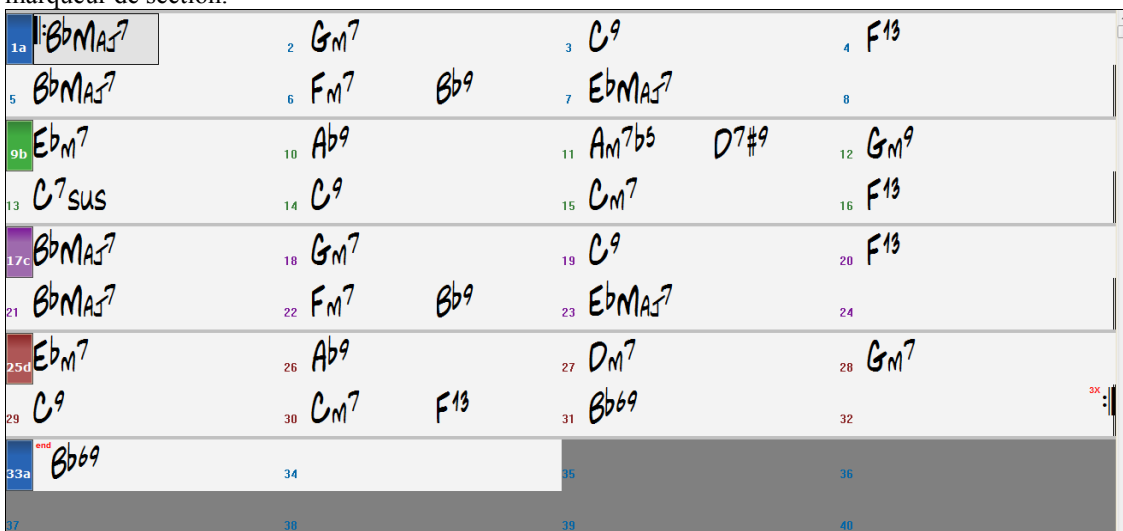 marqueur de section.
1a BbMAJ7 2 Gm7 3 C9 4 F13
5 BbMAJ7 6 Fm7 Bb9 7 EbMAJ7 8
9b Ebm7 10 Ab9 11 Am7b5 D7#9 12 Gm9
13 C7sus 14 C9 15 Cm7 16 F13
17c BbMAJ7 18 Gm7 19 C9 20 F13
21 BbMAJ7 22 Fm7 Bb9 23 EbMAJ7 24
25d Ebm7 26 Ab9 27 Dm7 28 Gm7
3X
29 C9 30 Cm7 F13 31 Bb69 32
end
33a Bb69 34 35 36
37 38 39 40